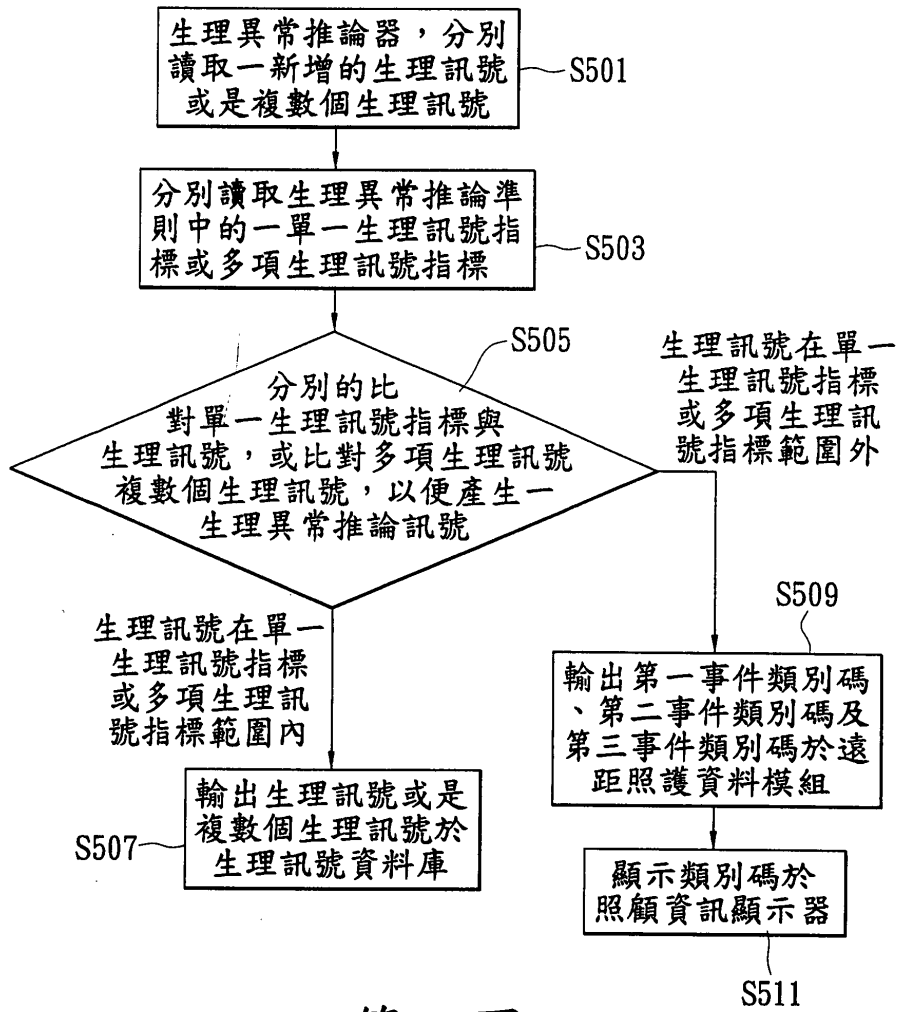 生理異常推論器，分別
讀取一新增的生理訊號
或是複數個生理訊號
S501
分別讀取生理異常推論準
則中的一單一生理訊號指
標或多項生理訊號指標
S503
S505
分別的比
對單一生理訊號指標與
生理訊號，或比對多項生理訊號
複數個生理訊號，以便產生一
生理異常推論訊號
生理訊號在單一
生理訊號指標
或多項生理訊
號指標範圍外
生理訊號在單一
生理訊號指標
或多項生理訊
號指標範圍內
S509
輸出第一事件類別碼
、第二事件類別碼及
第三事件類別碼於遠
距照護資料模組
S507
輸出生理訊號或是
複數個生理訊號於
生理訊號資料庫
顯示類別碼於
照顧資訊顯示器
S511